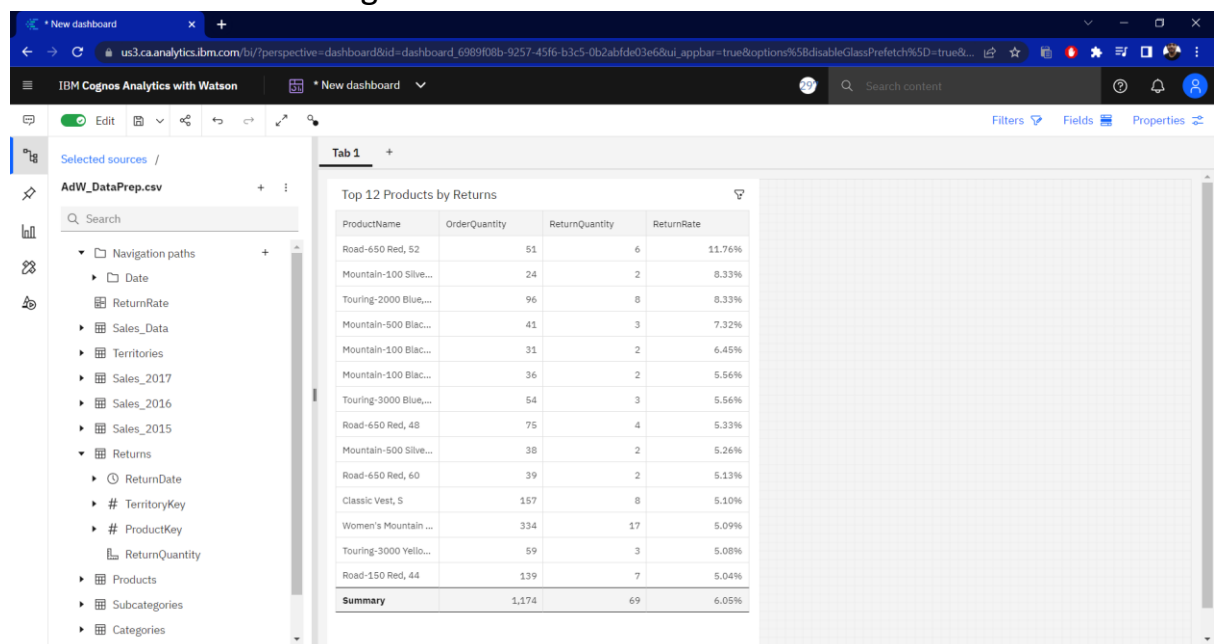 * New dashboard
us3.ca.analytics.ibm.com/bi/?perspective=dashboard&id=dashboard_6989f08b-9257-45f6-b3c5-0b2abfde03e6&ui_appbar=true&options%5BdisableGlassPrefetch%5D=true&...
IBM Cognos Analytics with Watson * New dashboard 29 Search content
Edit Filters Fields Properties
Selected sources /
AdW_DataPrep.csv
Search
Navigation paths
Date
ReturnRate
Sales_Data
Territories
Sales_2017
Sales_2016
Sales_2015
Returns
ReturnDate
# TerritoryKey
# ProductKey
ReturnQuantity
Products
Subcategories
Categories
Tab 1 +
Top 12 Products by Returns
ProductName OrderQuantity ReturnQuantity ReturnRate
Road-650 Red, 52 51 6 11.76%
Mountain-100 Silve... 24 2 8.33%
Touring-2000 Blue,... 96 8 8.33%
Mountain-500 Blac... 41 3 7.32%
Mountain-100 Blac... 31 2 6.45%
Mountain-100 Blac... 36 2 5.56%
Touring-3000 Blue,... 54 3 5.56%
Road-650 Red, 48 75 4 5.33%
Mountain-500 Silve... 38 2 5.26%
Road-650 Red, 60 39 2 5.13%
Classic Vest, S 157 8 5.10%
Women's Mountain ... 334 17 5.09%
Touring-3000 Yello... 59 3 5.08%
Road-150 Red, 44 139 7 5.04%
Summary 1,174 69 6.05%